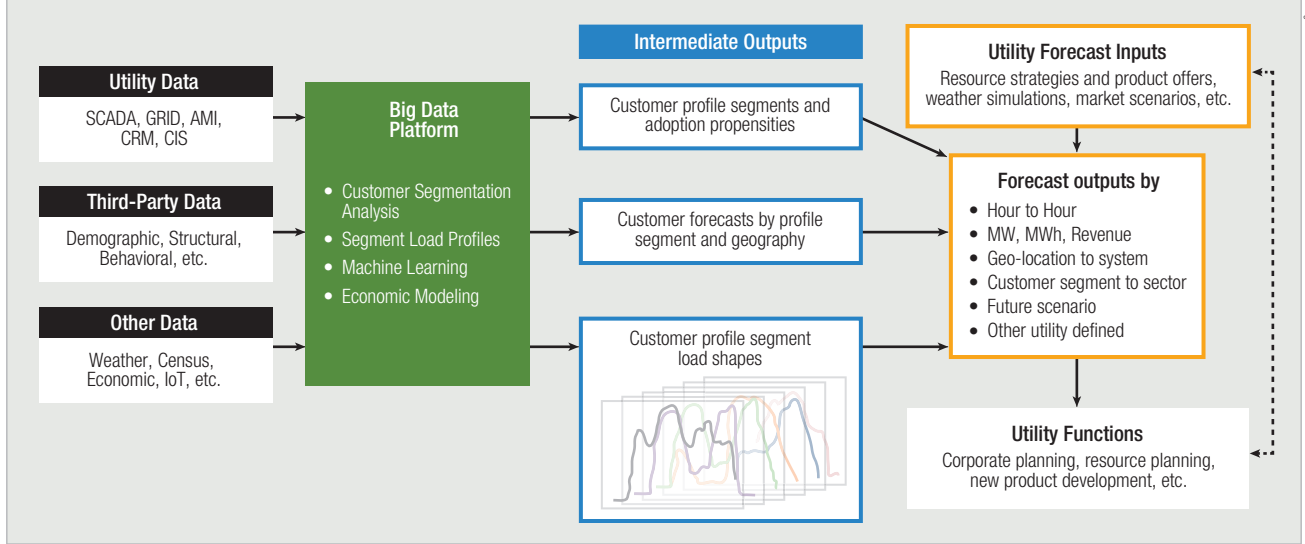 Utility Data
SCADA, GRID, AMI,
CRM, CIS
Third-Party Data
Demographic, Structural,
Behavioral, etc.
Other Data
Weather, Census,
Economic, IoT, etc.
Big Data
Platform
• Customer Segmentation
Analysis
• Segment Load Profiles
• Machine Learning
• Economic Modeling
Intermediate Outputs
Customer profile segments and
adoption propensities
Customer forecasts by profile
segment and geography
Customer profile segment
load shapes
Utility Forecast Inputs
Resource strategies and product offers,
weather simulations, market scenarios, etc.
Forecast outputs by
• Hour to Hour
• MW, MWh, Revenue
• Geo-location to system
• Customer segment to sector
• Future scenario
• Other utility defined
Utility Functions
Corporate planning, resource planning,
new product development, etc.